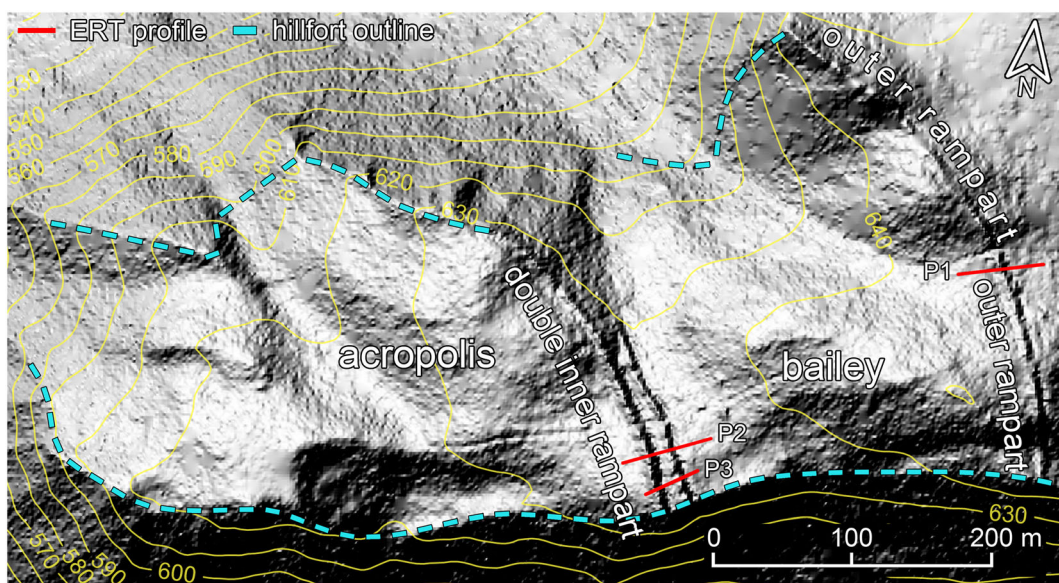 ERT profile
hillfort outline
N
outer rampart
530
540
550
560
570
580
590
600
610
620
630
640
P1
outer rampart
double inner rampart
acropolis
bailey
P2
P3
630
570
580
590
600
0 100 200 m